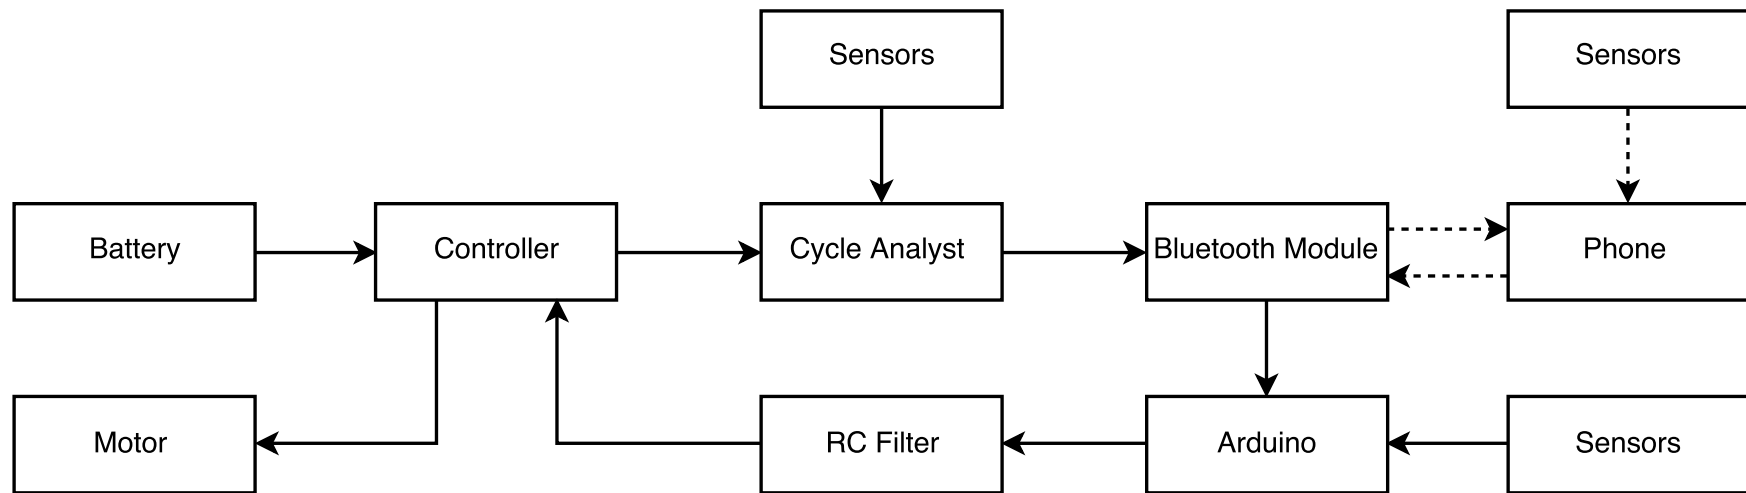 Sensors
Sensors
Battery
Controller
Cycle Analyst
Bluetooth Module
Phone
Motor
RC Filter
Arduino
Sensors